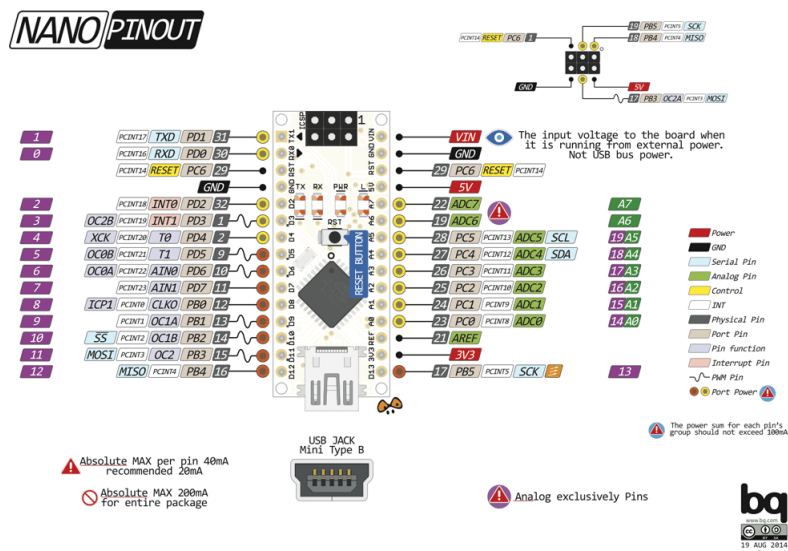 NANO PINOUT
19 PB5 PCINT5 SCK
18 PB4 PCINT4 MISO
PCINT14 RESET PC6 1
GND
5V
17 PB3 OC2A PCINT3 MOSI
ICSP
1
1 PCINT17 TXD PD1 31 TX1
0 PCINT16 RXD PD0 30 RX0
PCINT14 RESET PC6 29 RST
GND GND
2 PCINT18 INT0 PD2 32 D2
3 OC2B PCINT19 INT1 PD3 1 D3
4 XCK PCINT20 T0 PD4 2 D4
5 OC0B PCINT21 T1 PD5 9 D5
6 OC0A PCINT22 AIN0 PD6 10 D6
7 PCINT23 AIN1 PD7 11 D7
8 ICP1 PCINT0 CLKO PB0 12 D8
9 PCINT1 OC1A PB1 13 D9
10 SS PCINT2 OC1B PB2 14 D10
11 MOSI PCINT3 OC2 PB3 15 D11
12 MISO PCINT4 PB4 16 D12
TX RX PWR L
RST
RESET BUTTON
VIN VIN
GND GND
RST 29 PC6 RESET PCINT14
5V 5V
A7 22 ADC7 A7
A6 19 ADC6 A6
A5 28 PC5 PCINT13 ADC5 SCL 19 A5
A4 27 PC4 PCINT12 ADC4 SDA 18 A4
A3 26 PC3 PCINT11 ADC3 17 A3
A2 25 PC2 PCINT10 ADC2 16 A2
A1 24 PC1 PCINT9 ADC1 15 A1
A0 23 PC0 PCINT8 ADC0 14 A0
REF 21 AREF
3V3 3V3
D13 17 PB5 PCINT5 SCK 13
The input voltage to the board when
it is running from external power.
Not USB bus power.
Power
GND
Serial Pin
Analog Pin
Control
INT
Physical Pin
Port Pin
Pin function
Interrupt Pin
PWM Pin
Port Power
The power sum for each pin's
group should not exceed 100mA
USB JACK
Mini Type B
Absolute MAX per pin 40mA
recommended 20mA
Absolute MAX 200mA
for entire package
Analog exclusively Pins
bq
www.bq.com
cc
BY SA
19 AUG 2014